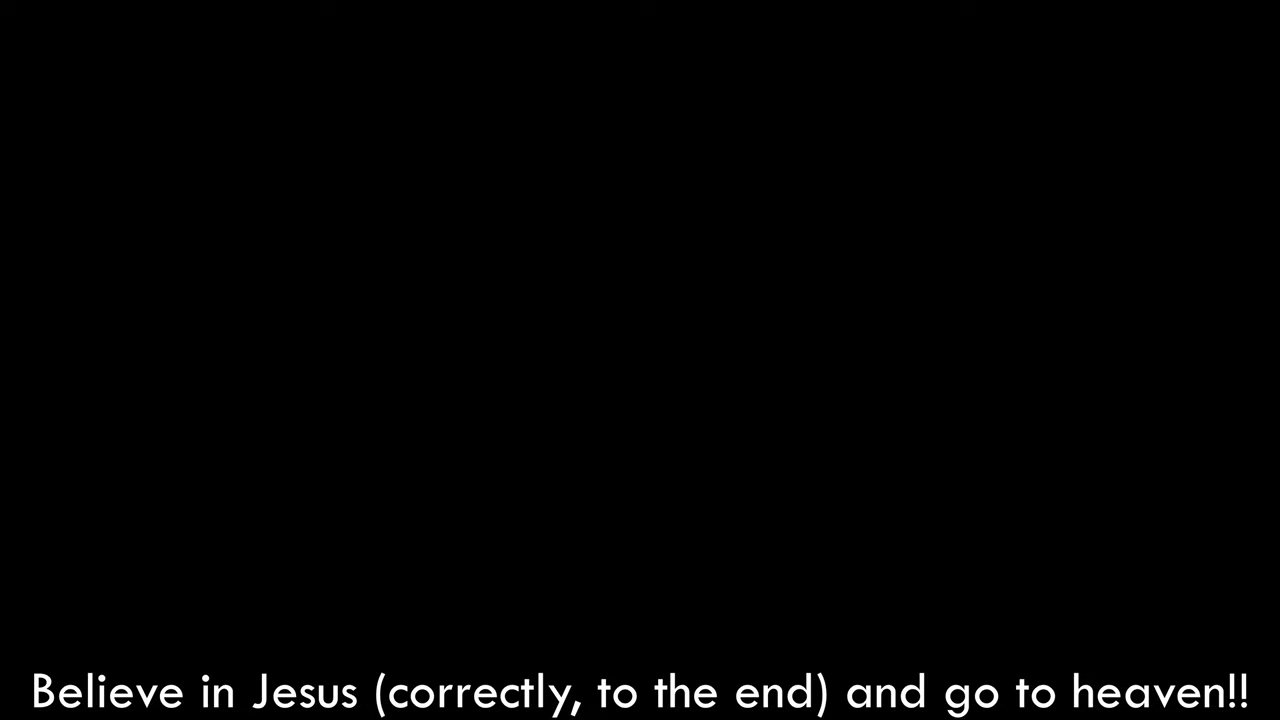 Believe in Jesus (correctly, to the end) and go to heaven!!